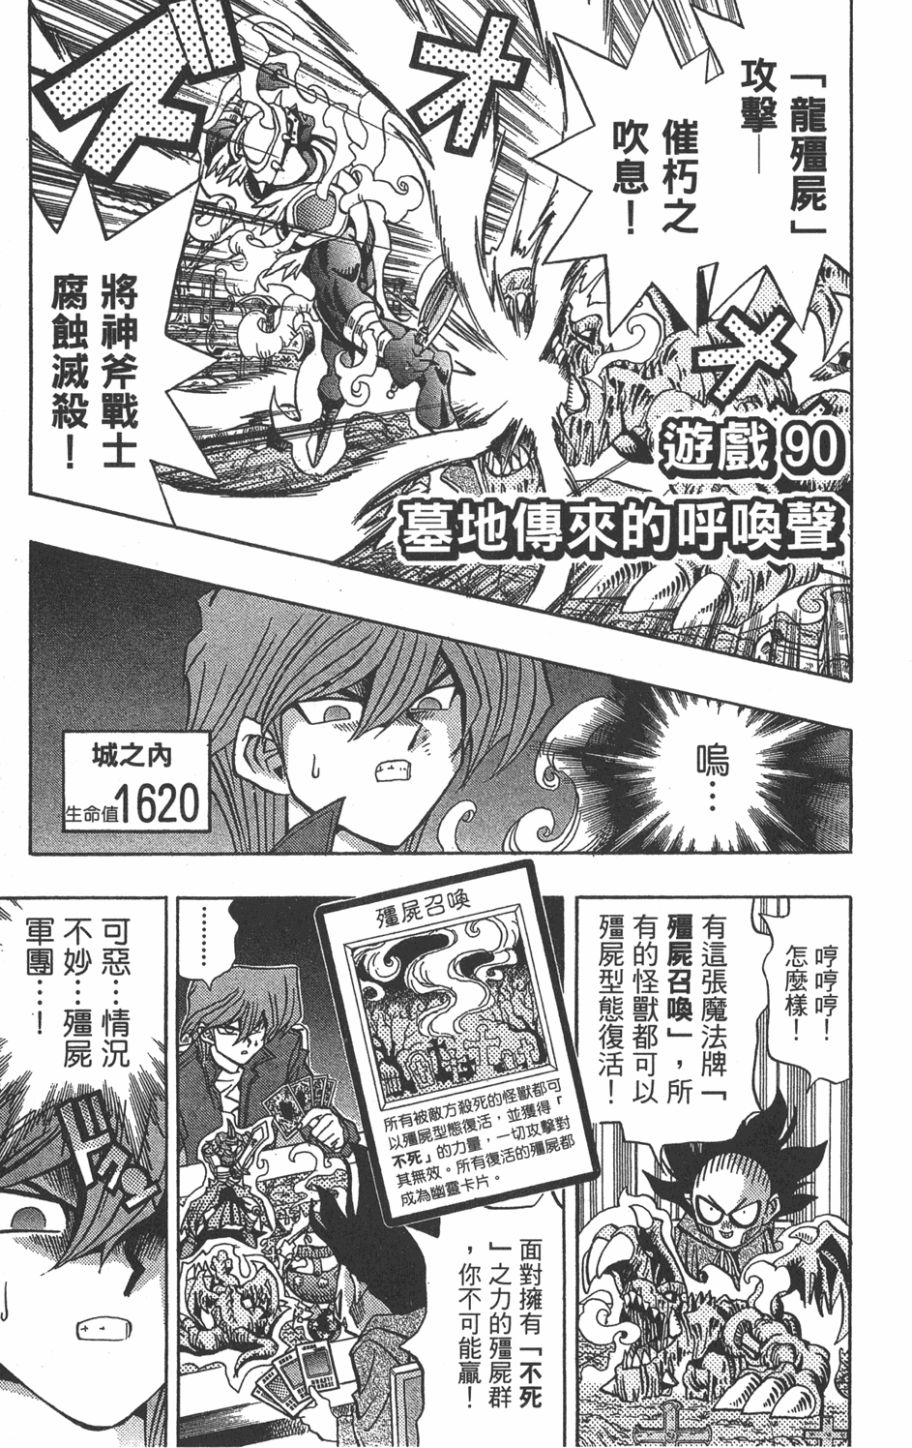 「龍殭屍」
攻擊──
催朽之
吹息！
將神斧戰士
腐蝕滅殺！
オ
オ
メ
遊戲90
墓地傳來的呼喚聲
嗚…
城之內
生命值1620
哼哼哼！
怎麼樣！
有這張魔法牌「
殭屍召喚」，所
有的怪獸都可以
殭屍型態復活！
殭屍召喚
所有被敵方殺死的怪獸都可
以殭屍型態復活，並獲得「
不死」的力量，一切攻擊對
其無效。所有復活的殭屍都
成為幽靈卡片。
面對擁有「不死
」之力的殭屍群
，你不可能贏！
……
可惡…情況
不妙…殭屍
軍團…！